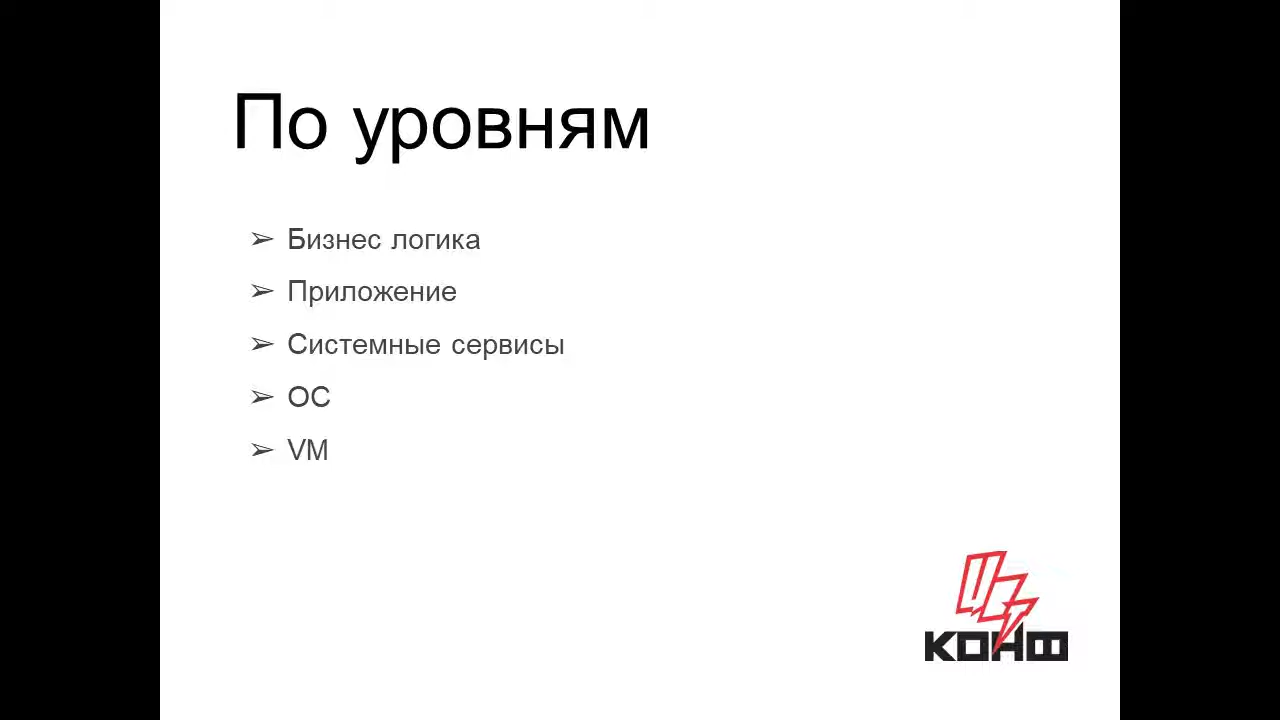 По уровням
➢ Бизнес логика
➢ Приложение
➢ Системные сервисы
➢ ОС
➢ VM
КОНФ